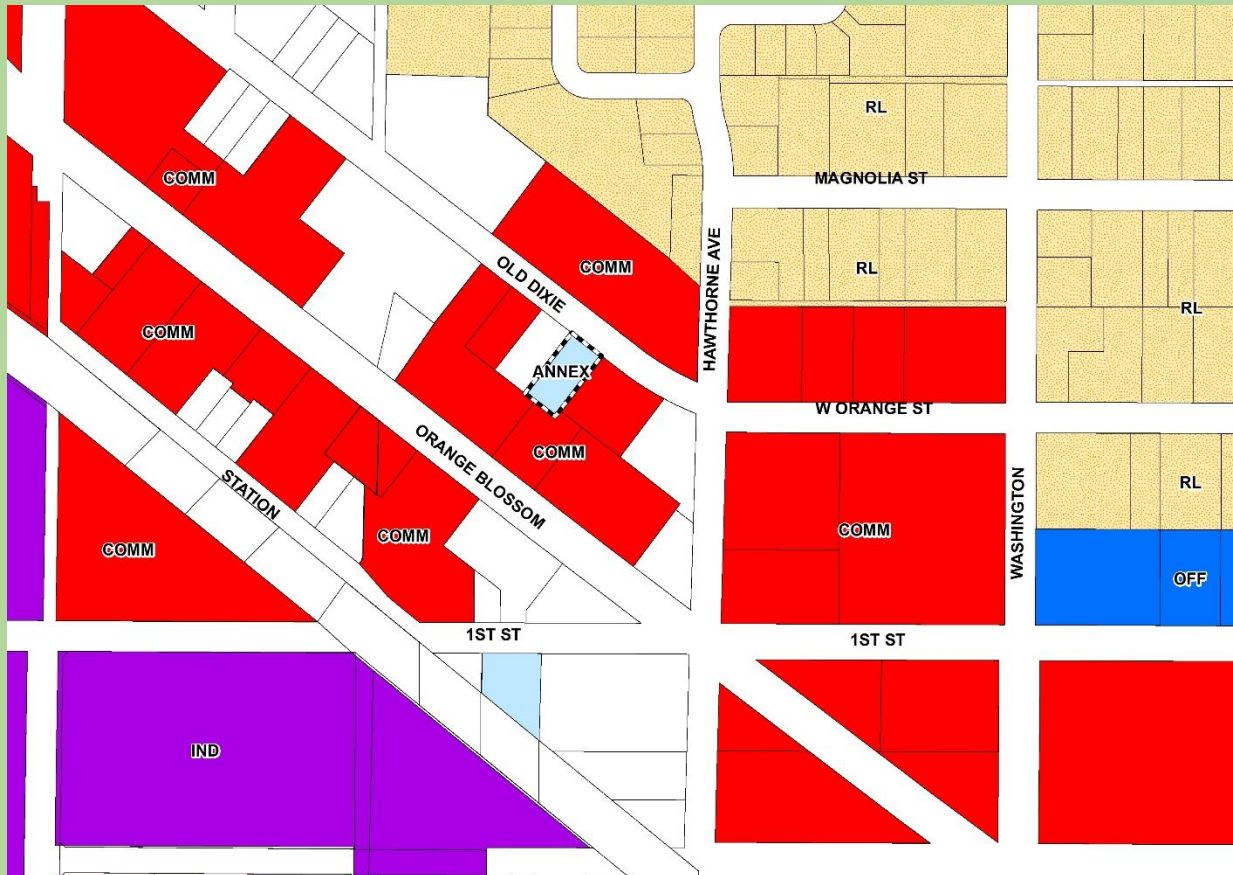 RL
MAGNOLIA ST
COMM
HAWTHORNE AVE
OLD DIXIE
COMM
RL
RL
COMM
ANNEX
W ORANGE ST
COMM
ORANGE BLOSSOM
STATION
RL
COMM
COMM
COMM
WASHINGTON
OFF
1ST ST
1ST ST
IND